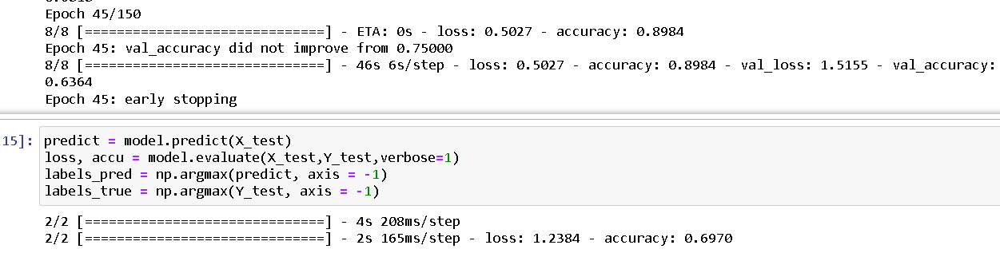 Epoch 45/150
8/8 [==============================] - ETA: 0s - loss: 0.5027 - accuracy: 0.8984
Epoch 45: val_accuracy did not improve from 0.75000
8/8 [==============================] - 46s 6s/step - loss: 0.5027 - accuracy: 0.8984 - val_loss: 1.5155 - val_accuracy:
0.6364
Epoch 45: early stopping
15]: predict = model.predict(X_test)
loss, accu = model.evaluate(X_test,Y_test,verbose=1)
labels_pred = np.argmax(predict, axis = -1)
labels_true = np.argmax(Y_test, axis = -1)
2/2 [==============================] - 4s 208ms/step
2/2 [==============================] - 2s 165ms/step - loss: 1.2384 - accuracy: 0.6970